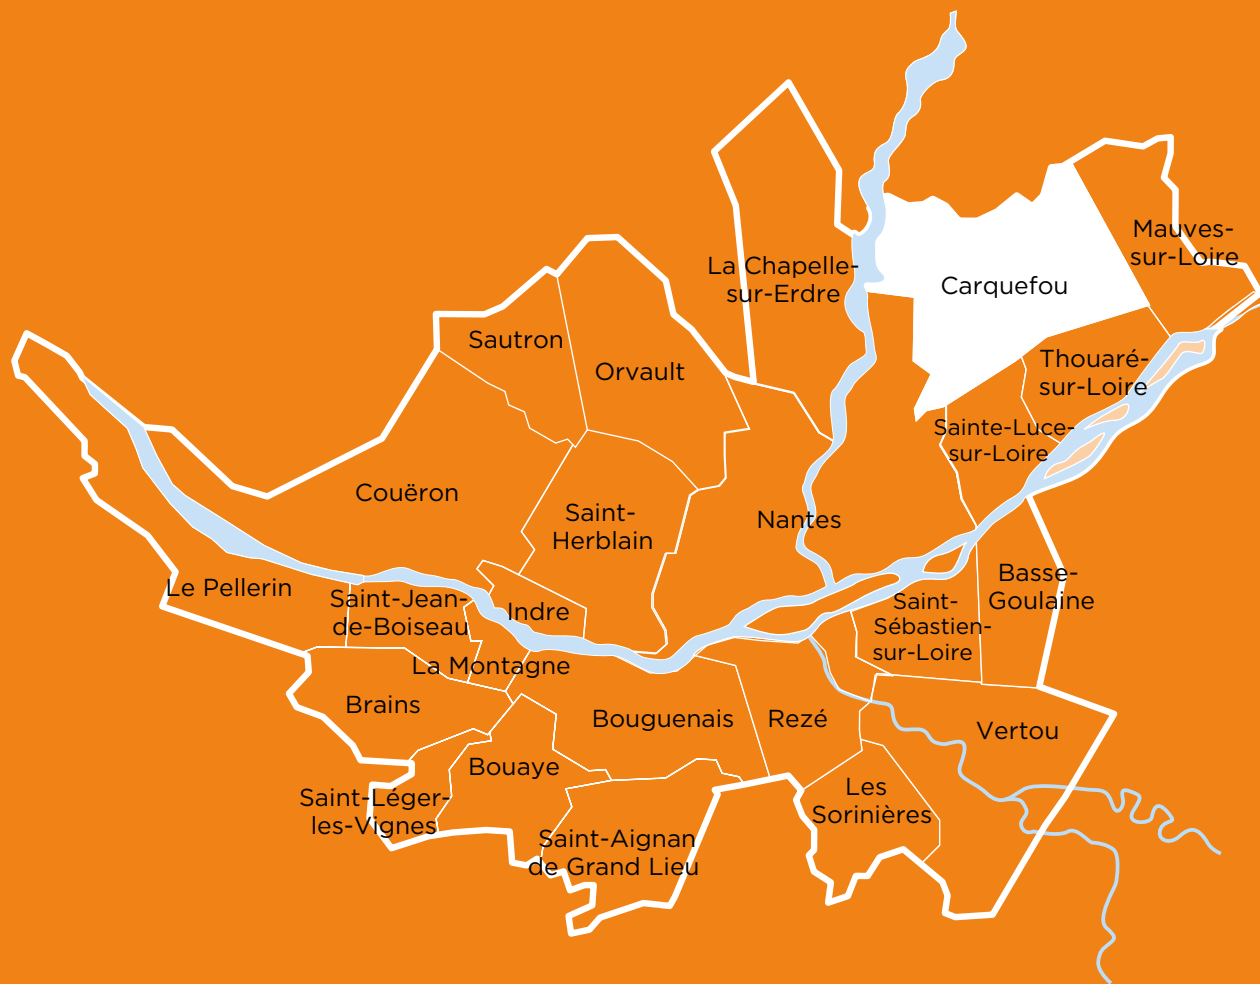 Mauves-
sur-Loire
La Chapelle-
sur-Erdre
Carquefou
Sautron
Orvault
Thouaré-
sur-Loire
Sainte-Luce-
sur-Loire
Couëron
Saint-
Herblain
Nantes
Le Pellerin
Saint-Jean-
de-Boiseau
Indre
Basse-
Goulaine
Saint-
Sébastien-
sur-Loire
La Montagne
Brains
Bouguenais
Rezé
Vertou
Bouaye
Saint-Léger-
les-Vignes
Les
Sorinières
Saint-Aignan
de Grand Lieu